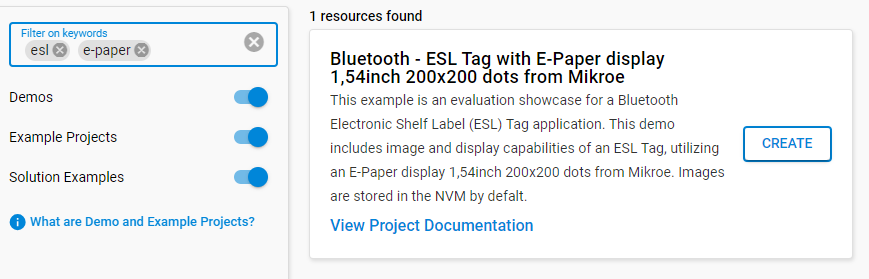 Filter on keywords
esl
e-paper
Demos
Example Projects
Solution Examples
What are Demo and Example Projects?
1 resources found
Bluetooth - ESL Tag with E-Paper display
1,54inch 200x200 dots from Mikroe
This example is an evaluation showcase for a Bluetooth
Electronic Shelf Label (ESL) Tag application. This demo
includes image and display capabilities of an ESL Tag, utilizing
an E-Paper display 1,54inch 200x200 dots from Mikroe. Images
are stored in the NVM by defalt.
View Project Documentation
CREATE